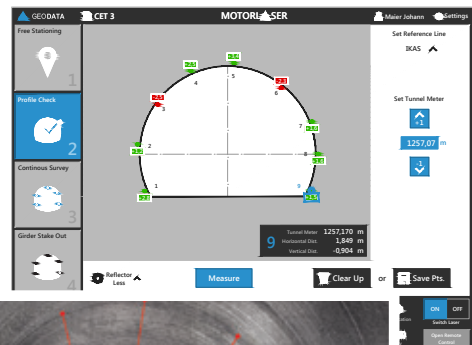 GEODATA
CET 3
MOTORLASER
Maier Johann
Settings
Free Stationing
1
Profile Check
2
Continous Survey
3
Girder Stake Out
4
Set Reference Line
IKAS
Set Tunnel Meter
+1
1257,07 m
-1
1
2
3
4
5
6
7
8
9
Tunnel Meter 1257,170 m
Horizontal Dist. 1,849 m
Vertical Dist. -0,904 m
Reflector
Less
Measure
Clear Up
or
Save Pts.
ON OFF
Switch Laser
Open Remote
Control